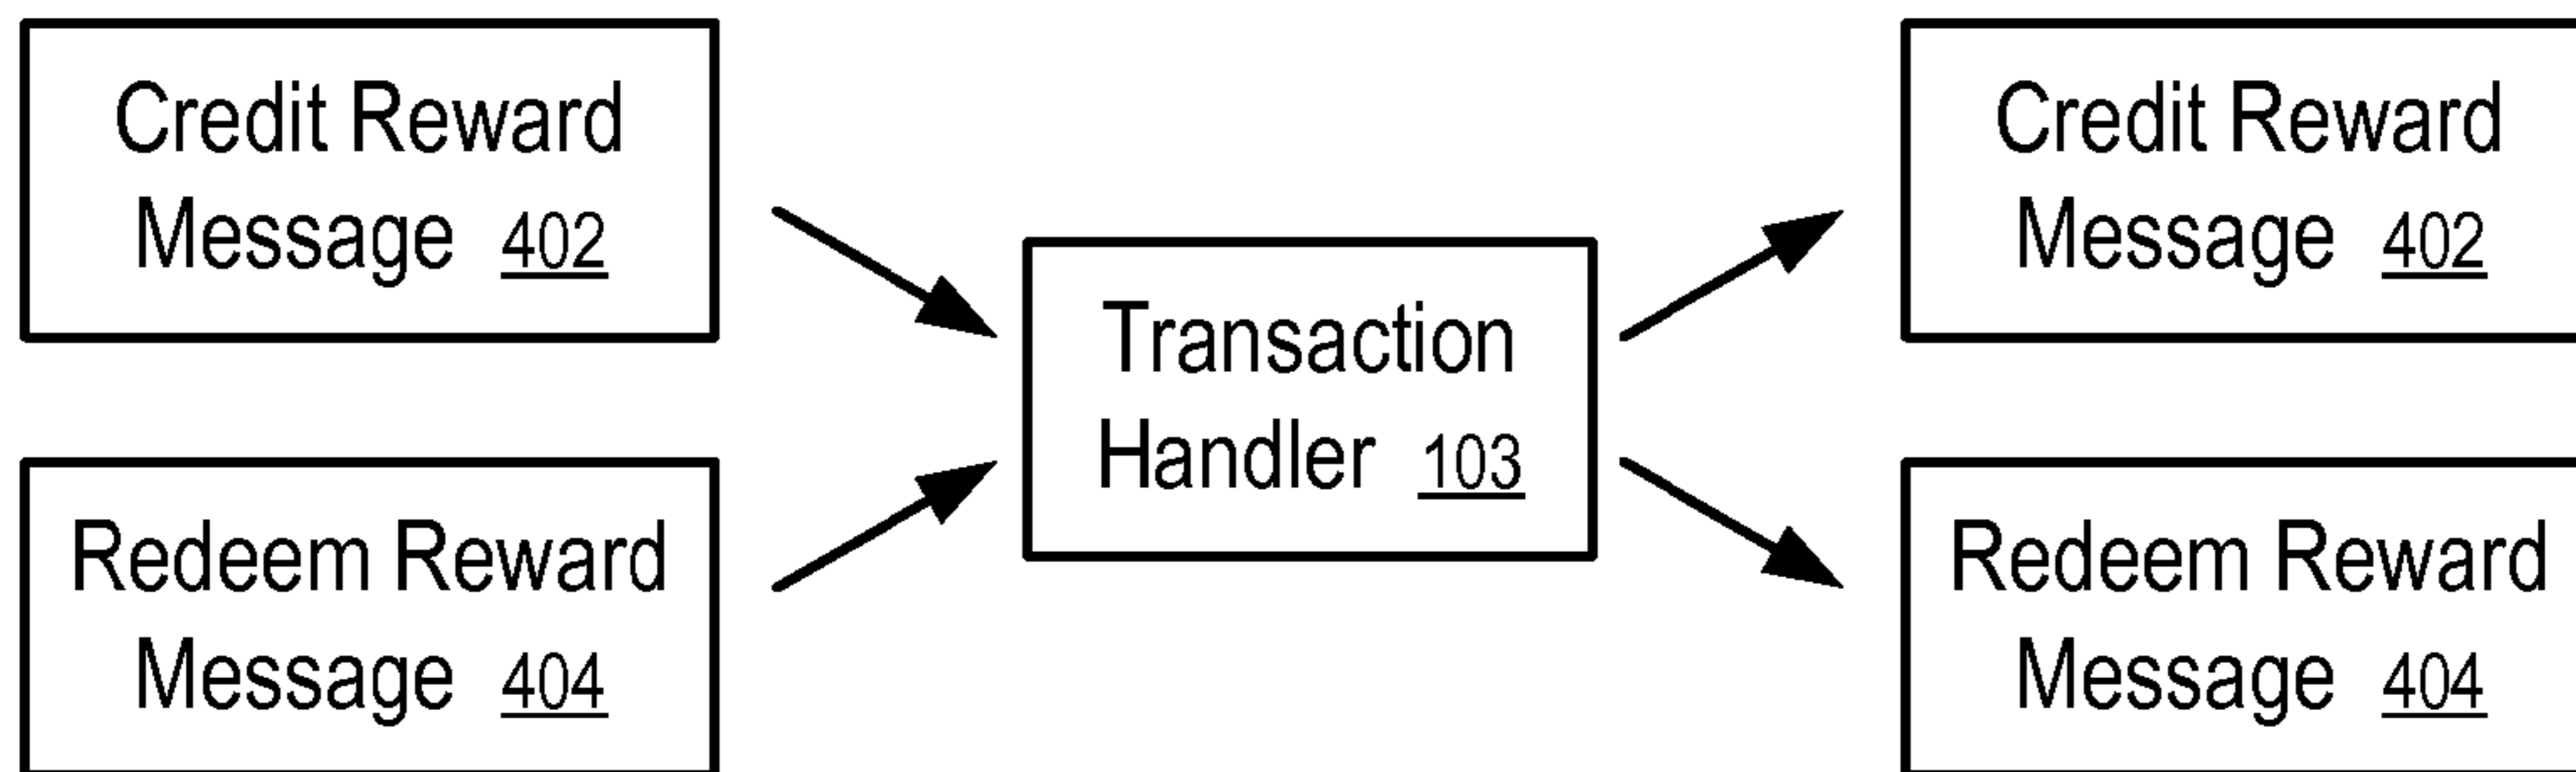 Credit Reward
Message 402
Redeem Reward
Message 404
Transaction
Handler 103
Credit Reward
Message 402
Redeem Reward
Message 404